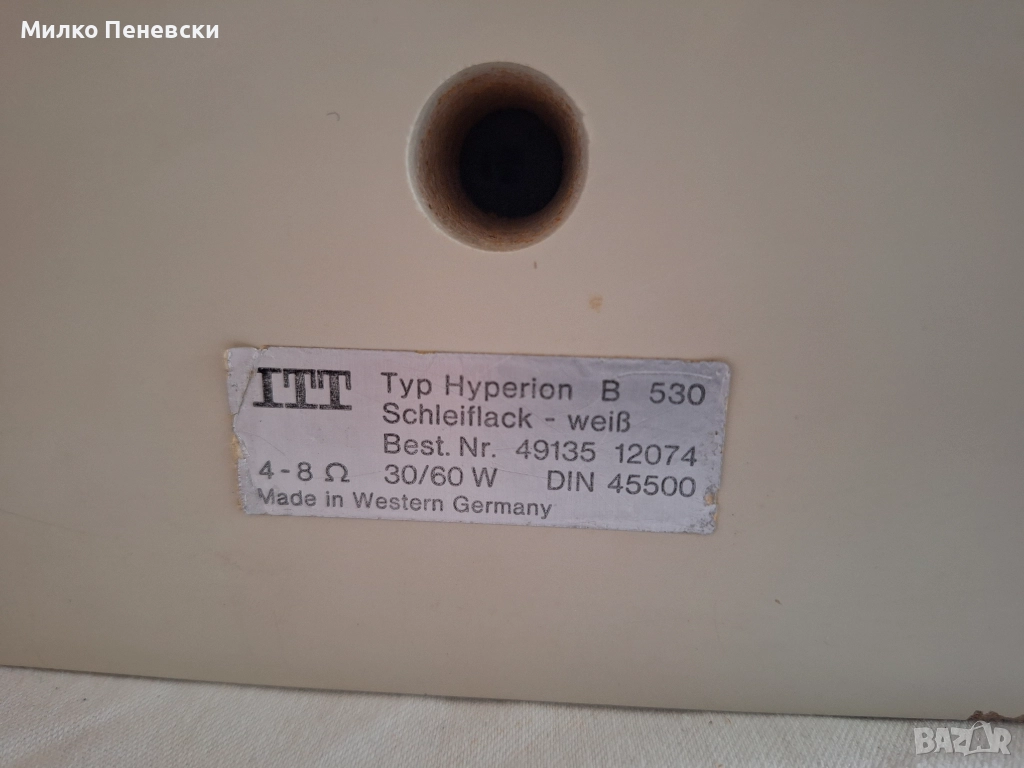 Милко Пеневски
ITT
Typ Hyperion B 530
Schleiflack - weiß
Best. Nr. 49135 12074
4-8 Ω 30/60 W DIN 45500
Made in Western Germany
BAZAR